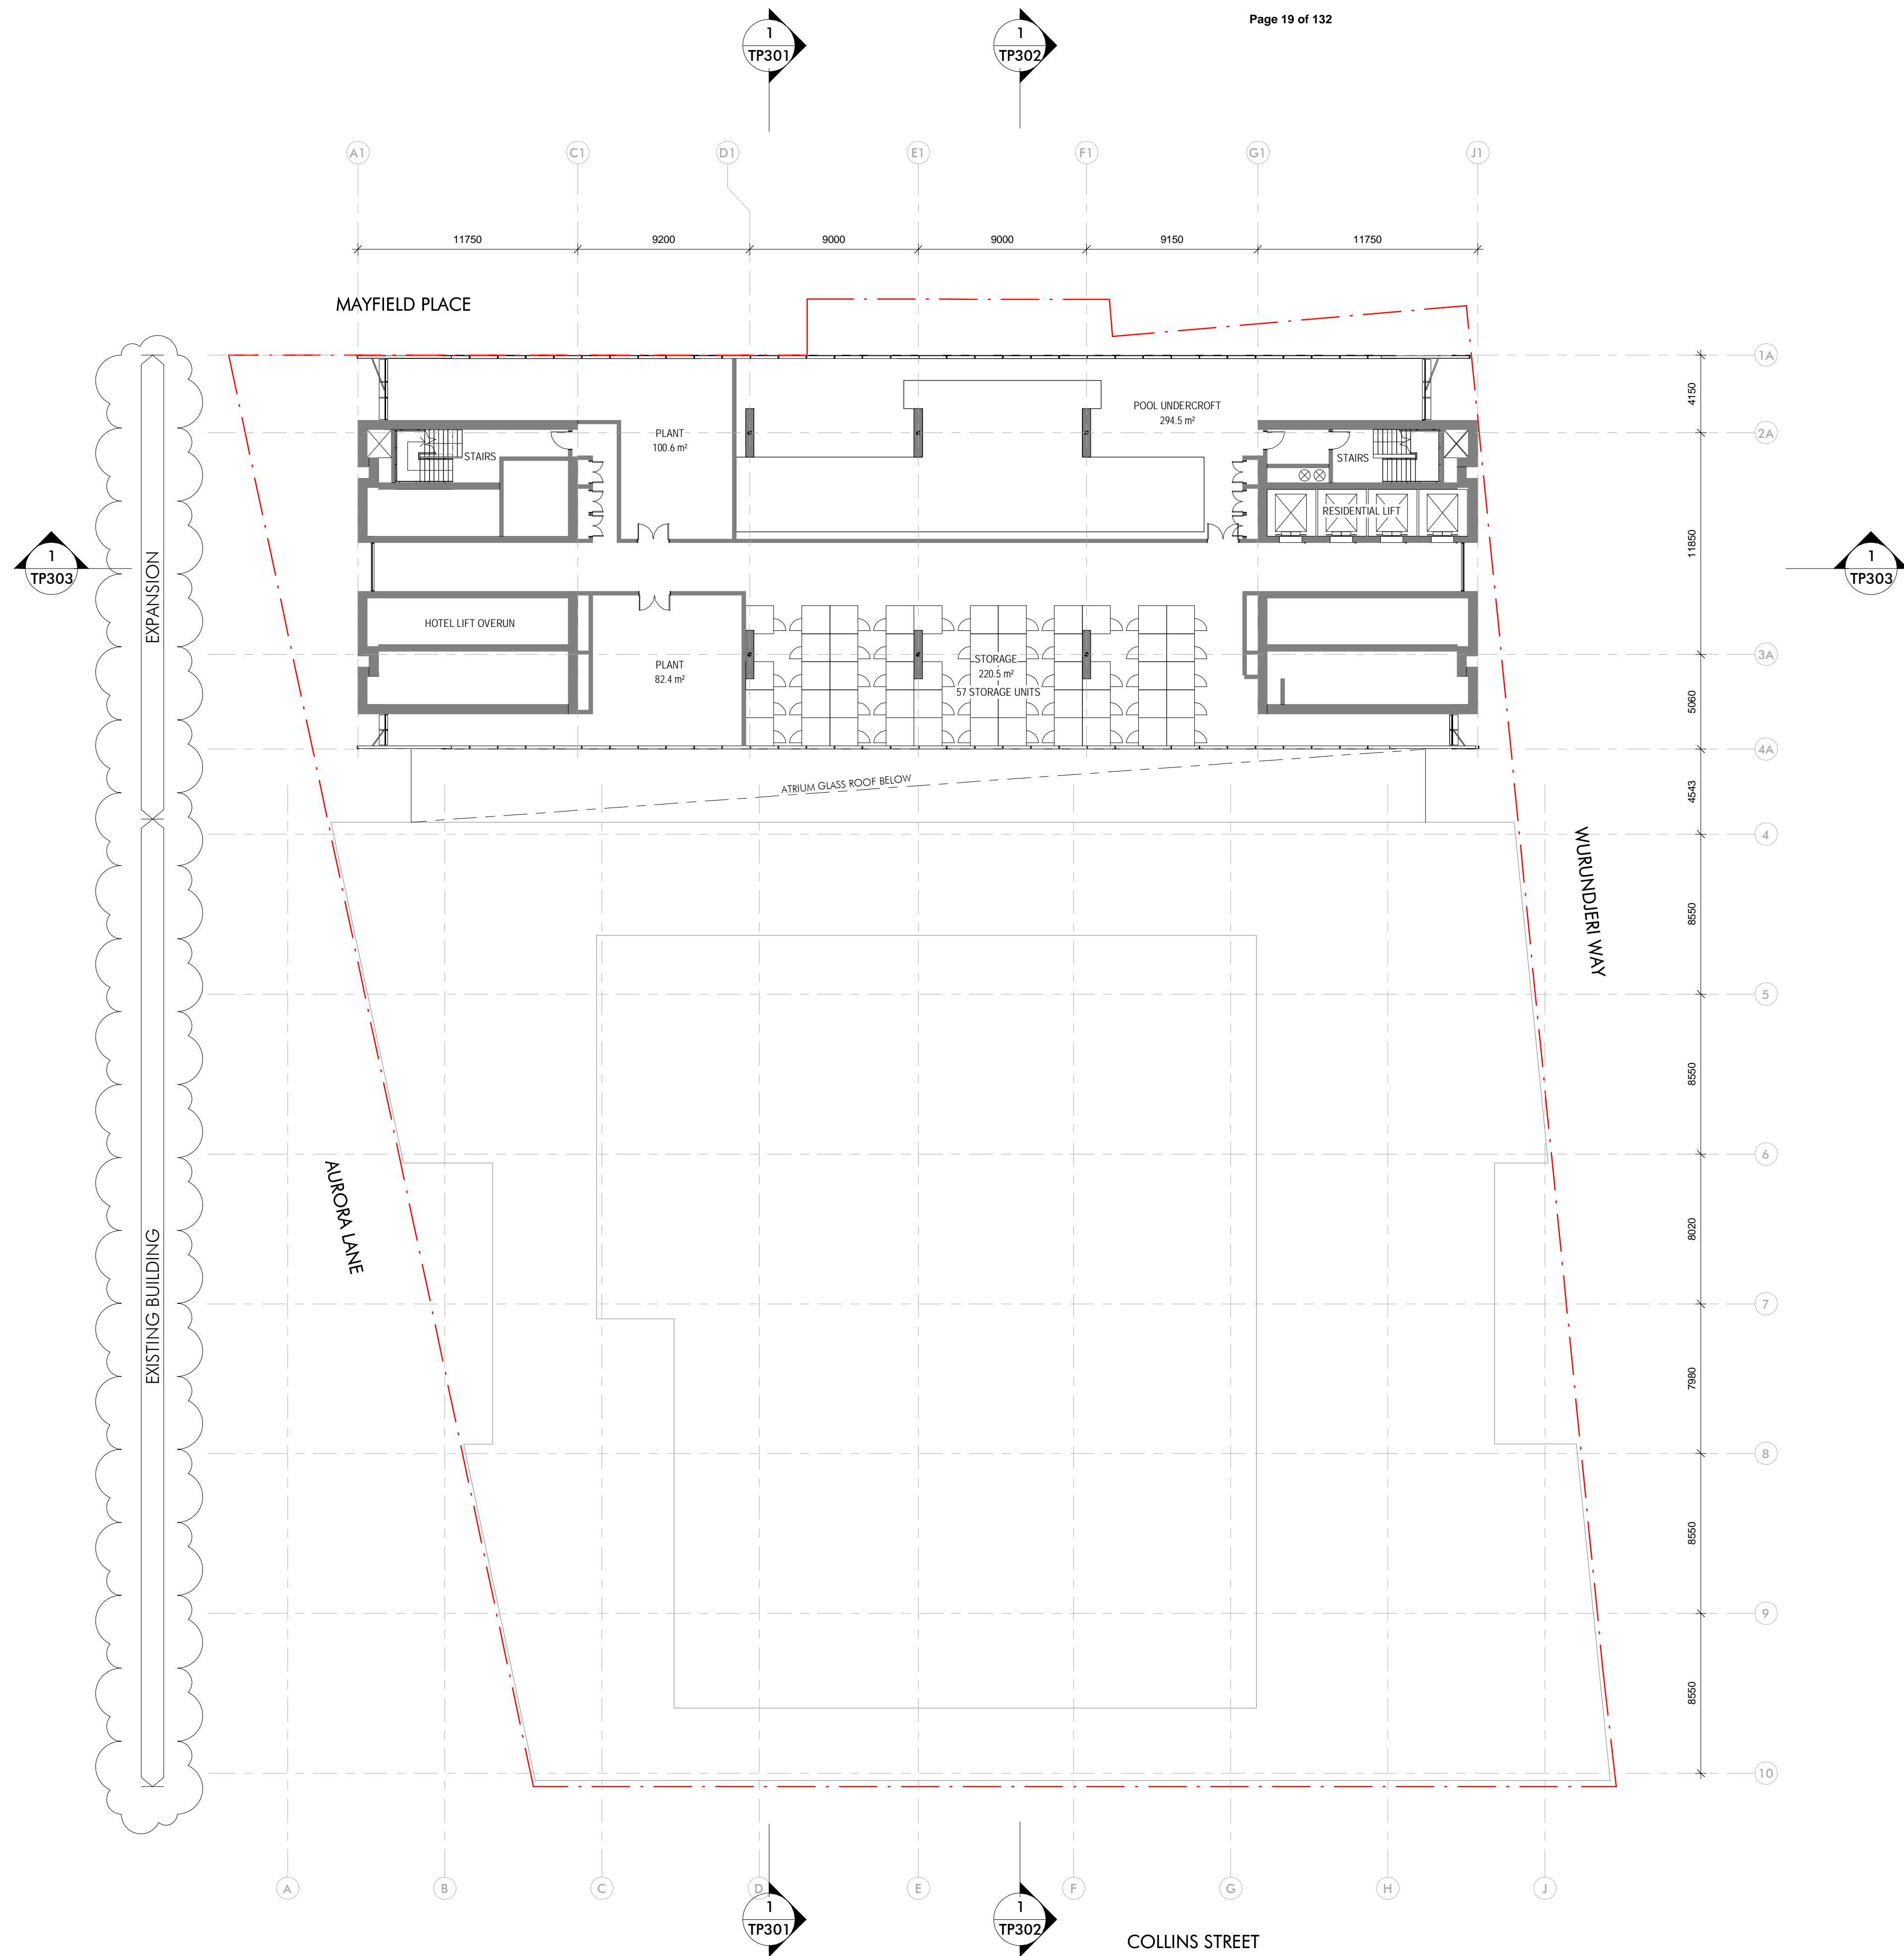 Page 19 of 132
1
TP301
1
TP302
A1
C1
D1
E1
F1
G1
J1
11750
9200
9000
9000
9150
11750
MAYFIELD PLACE
1A
4150
POOL UNDERCROFT
294.5 m²
PLANT
100.6 m²
2A
STAIRS
STAIRS
RESIDENTIAL LIFT
11850
1
TP303
1
TP303
EXPANSION
HOTEL LIFT OVERUN
PLANT
82.4 m²
STORAGE
220.5 m²
57 STORAGE UNITS
3A
5060
4A
ATRIUM GLASS ROOF BELOW
4543
4
WURUNDJERI WAY
8550
5
8550
6
AURORA LANE
8020
EXISTING BUILDING
7
7980
8
8550
9
8550
10
A
B
C
D
E
F
G
H
J
1
TP301
1
TP302
COLLINS STREET